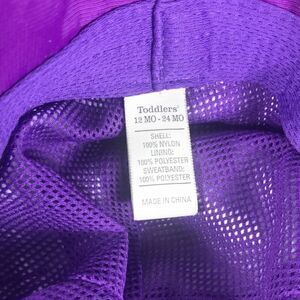 Toddlers'
12 MO - 24 MO
SHELL:
100% NYLON
LINING:
100% POLYESTER
SWEATBAND:
100% POLYESTER
MADE IN CHINA